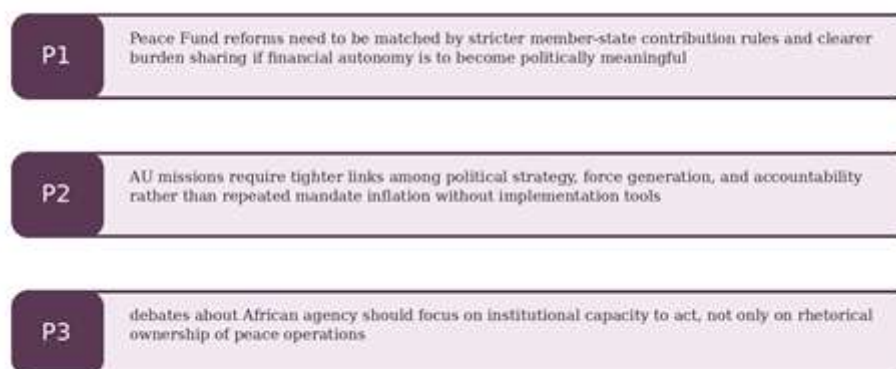 P1
Peace Fund reforms need to be matched by stricter member-state contribution rules and clearer
burden sharing if financial autonomy is to become politically meaningful
P2
AU missions require tighter links among political strategy, force generation, and accountability
rather than repeated mandate inflation without implementation tools
P3
debates about African agency should focus on institutional capacity to act, not only on rhetorical
ownership of peace operations